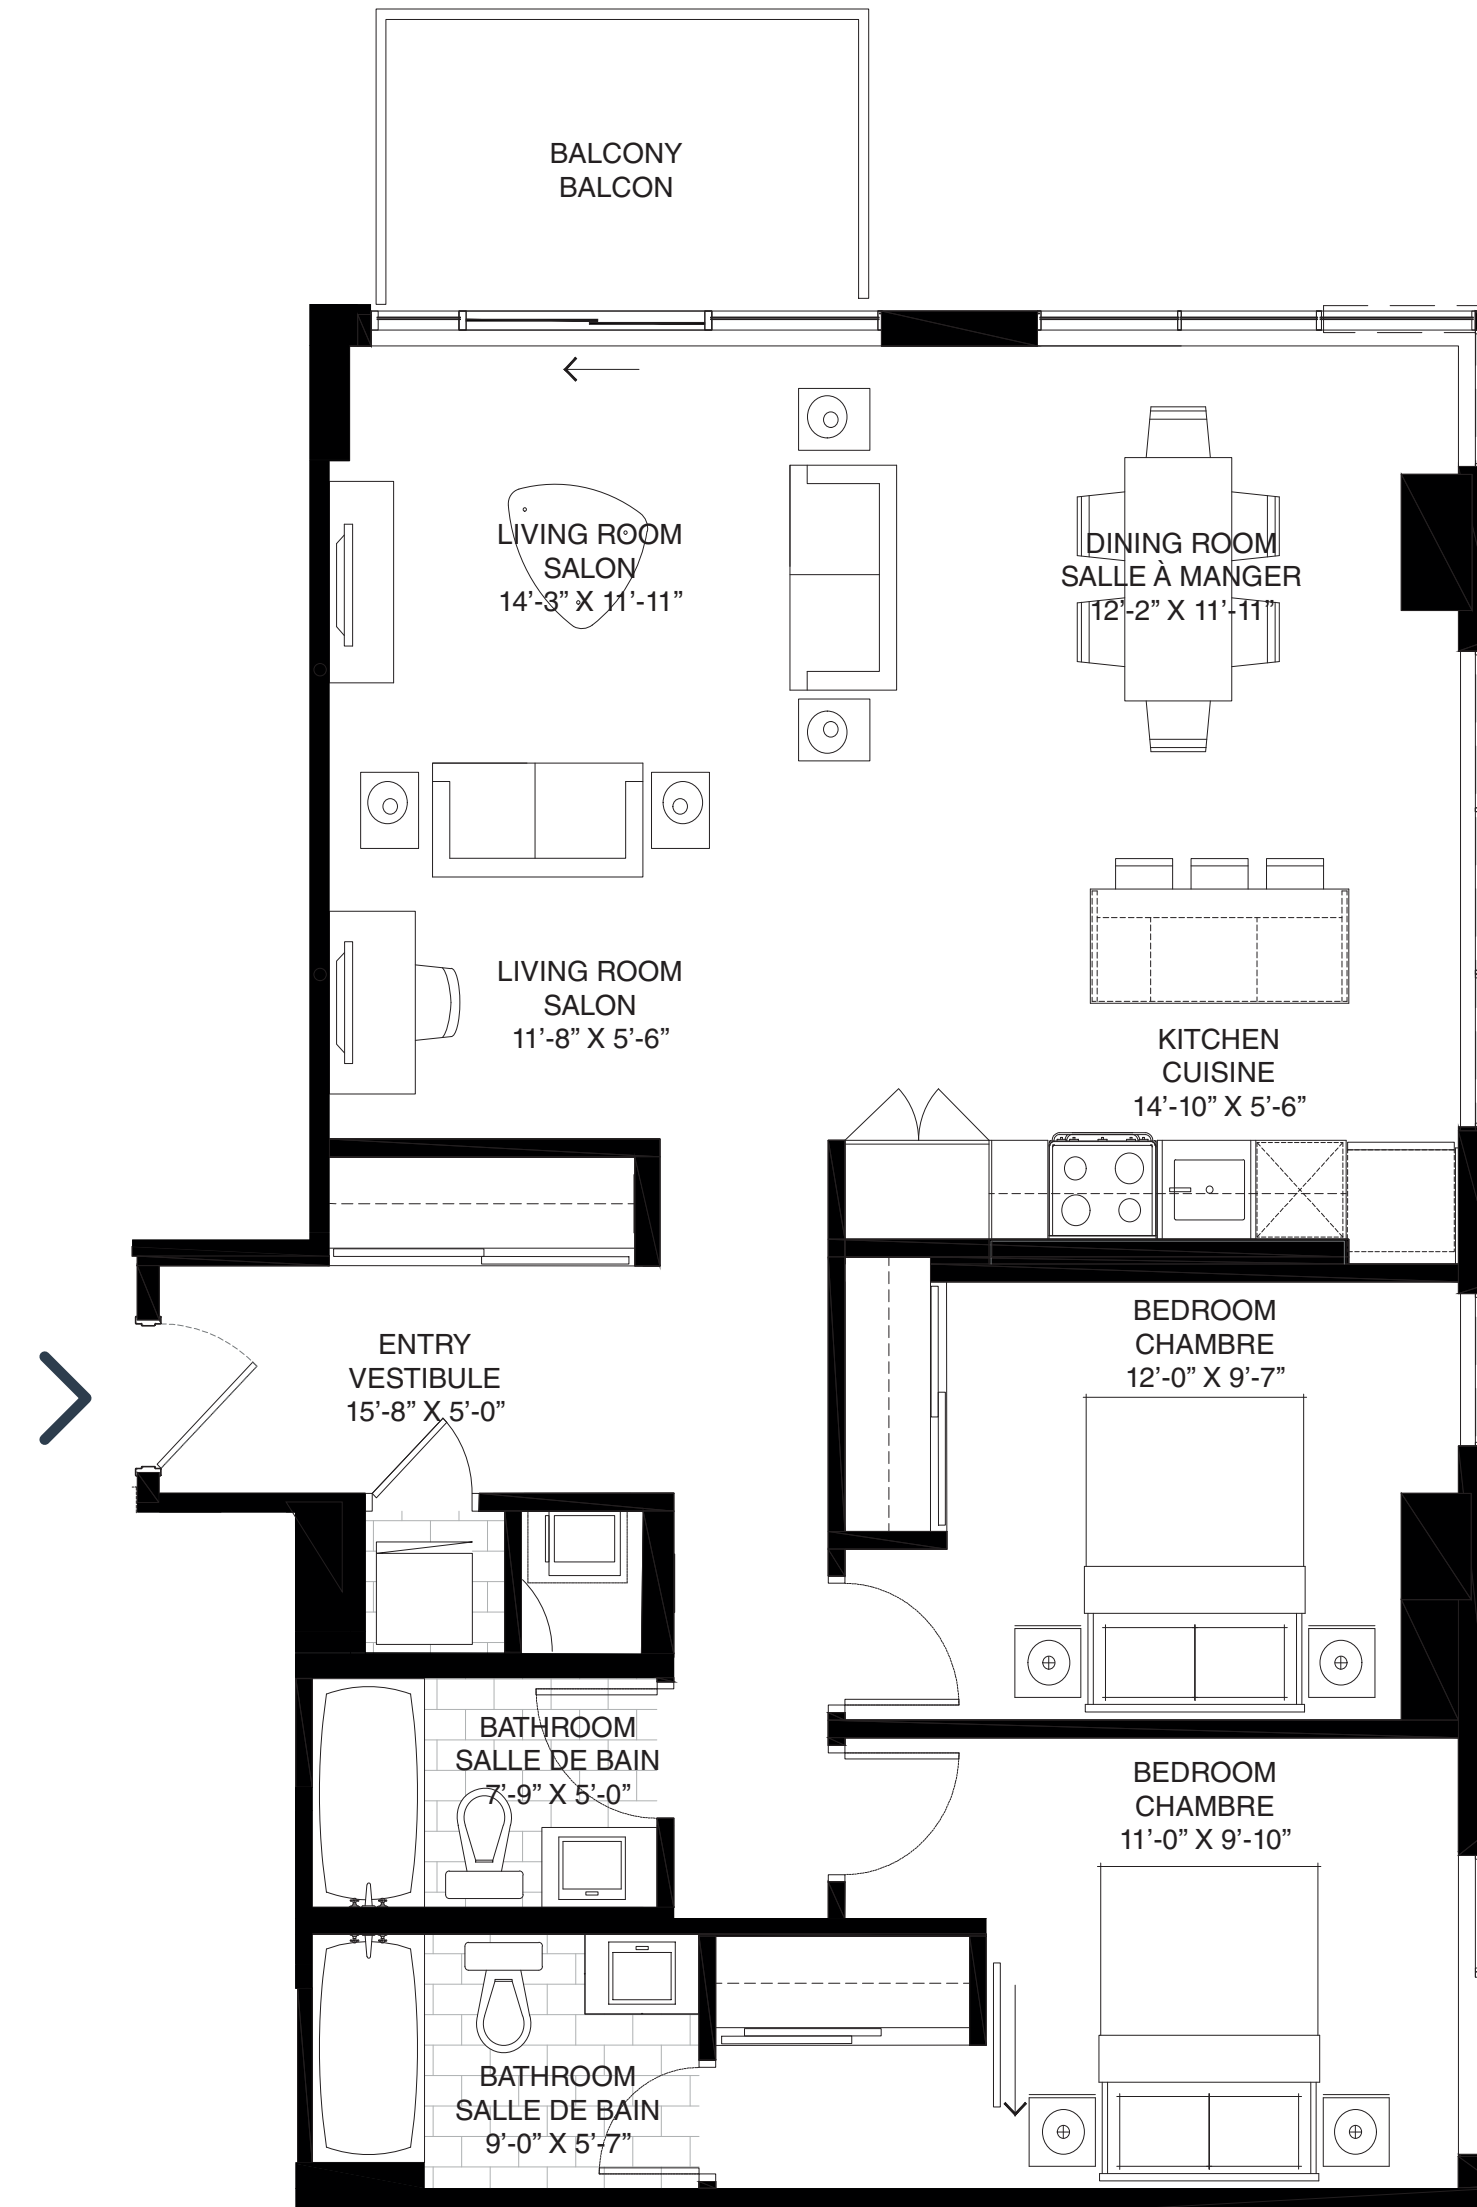 BALCONY
BALCON
LIVING ROOM
SALON
14’-3” X 11’-11”
DINING ROOM
SALLE À MANGER
12’-2” X 11’-11”
LIVING ROOM
SALON
11’-8” X 5’-6”
KITCHEN
CUISINE
14’-10” X 5’-6”
ENTRY
VESTIBULE
15’-8” X 5’-0”
BEDROOM
CHAMBRE
12’-0” X 9’-7”
BATHROOM
SALLE DE BAIN
7’-9” X 5’-0”
BEDROOM
CHAMBRE
11’-0” X 9’-10”
BATHROOM
SALLE DE BAIN
9’-0” X 5’-7”